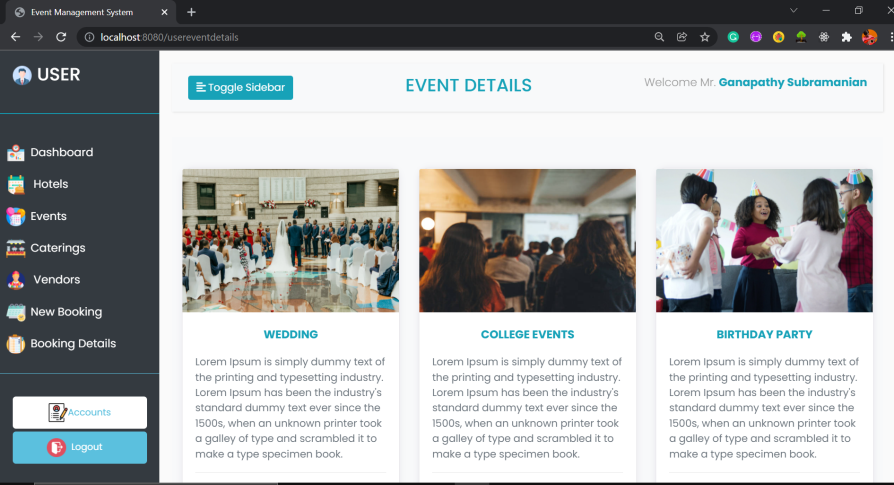 Event Management System
localhost:8080/usereventdetails
USER
Toggle Sidebar
EVENT DETAILS
Welcome Mr. Ganapathy Subramanian
Dashboard
Hotels
Events
Caterings
Vendors
New Booking
Booking Details
Accounts
Logout
WEDDING
Lorem Ipsum is simply dummy text of
the printing and typesetting industry.
Lorem Ipsum has been the industry's
standard dummy text ever since the
1500s, when an unknown printer took
a galley of type and scrambled it to
make a type specimen book.
COLLEGE EVENTS
Lorem Ipsum is simply dummy text of
the printing and typesetting industry.
Lorem Ipsum has been the industry's
standard dummy text ever since the
1500s, when an unknown printer took
a galley of type and scrambled it to
make a type specimen book.
BIRTHDAY PARTY
Lorem Ipsum is simply dummy text of
the printing and typesetting industry.
Lorem Ipsum has been the industry's
standard dummy text ever since the
1500s, when an unknown printer took
a galley of type and scrambled it to
make a type specimen book.